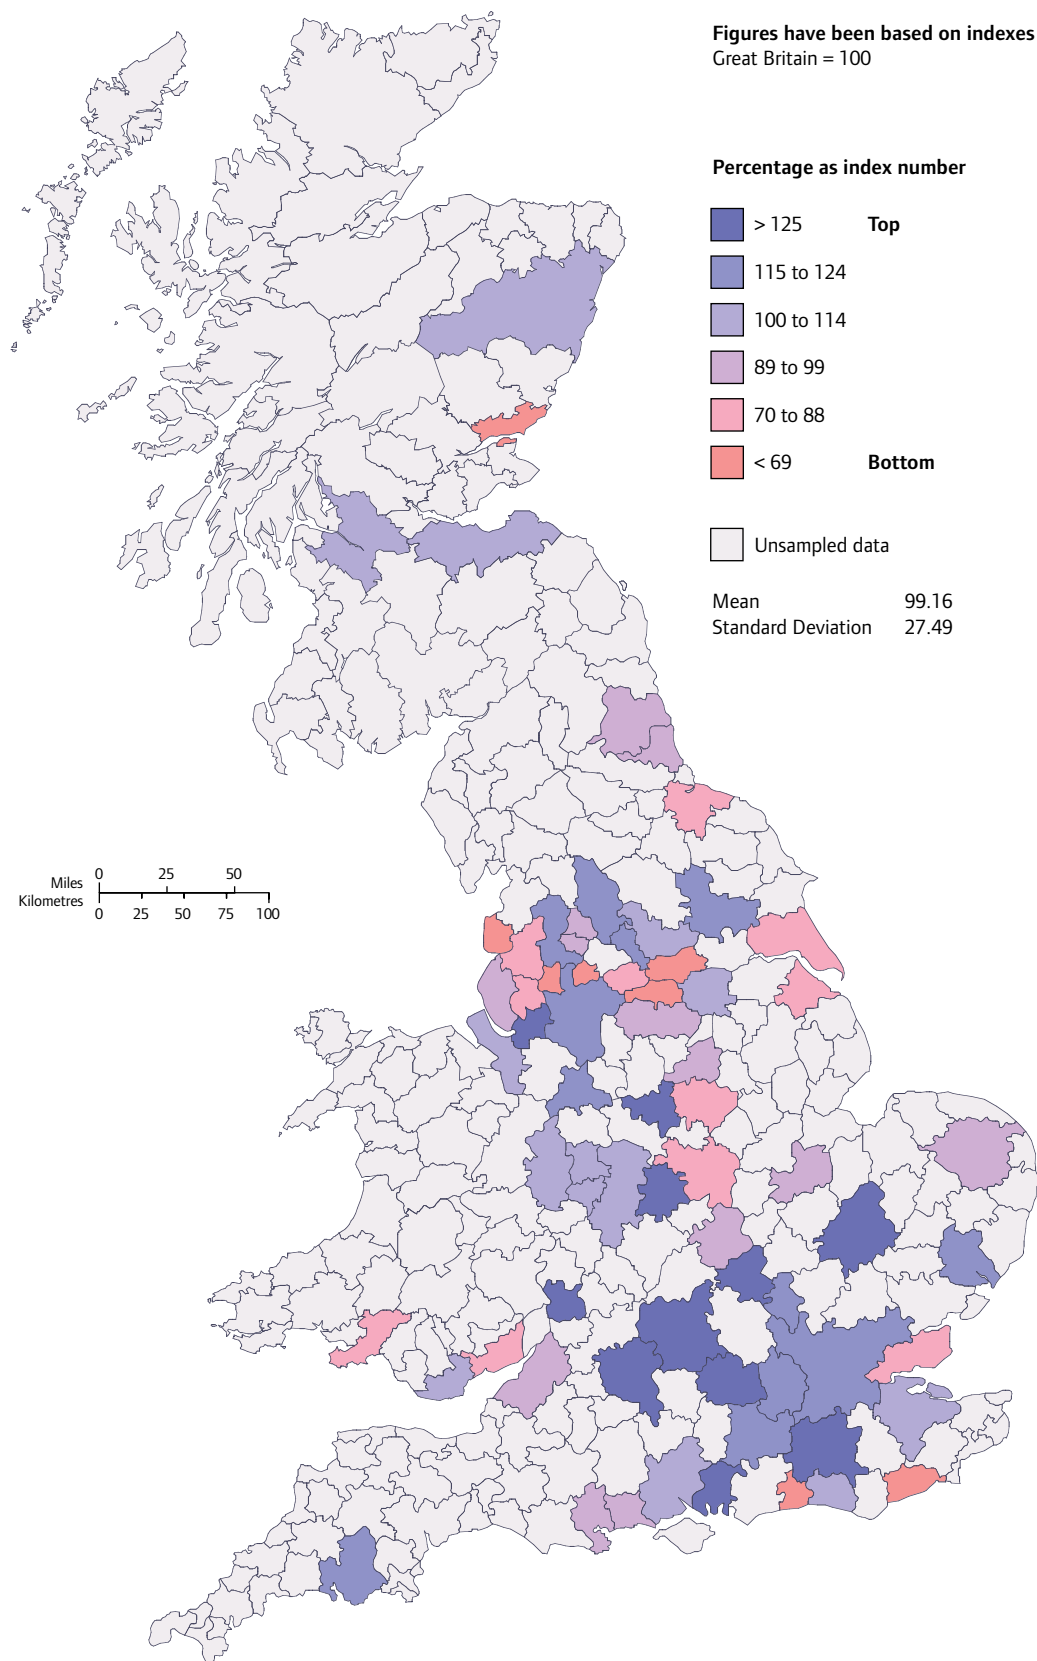 Figures have been based on indexes
Great Britain = 100
Percentage as index number
> 125 Top
115 to 124
100 to 114
89 to 99
70 to 88
< 69 Bottom
Unsampled data
Mean 99.16
Standard Deviation 27.49
Miles 0 25 50
Kilometres 0 25 50 75 100